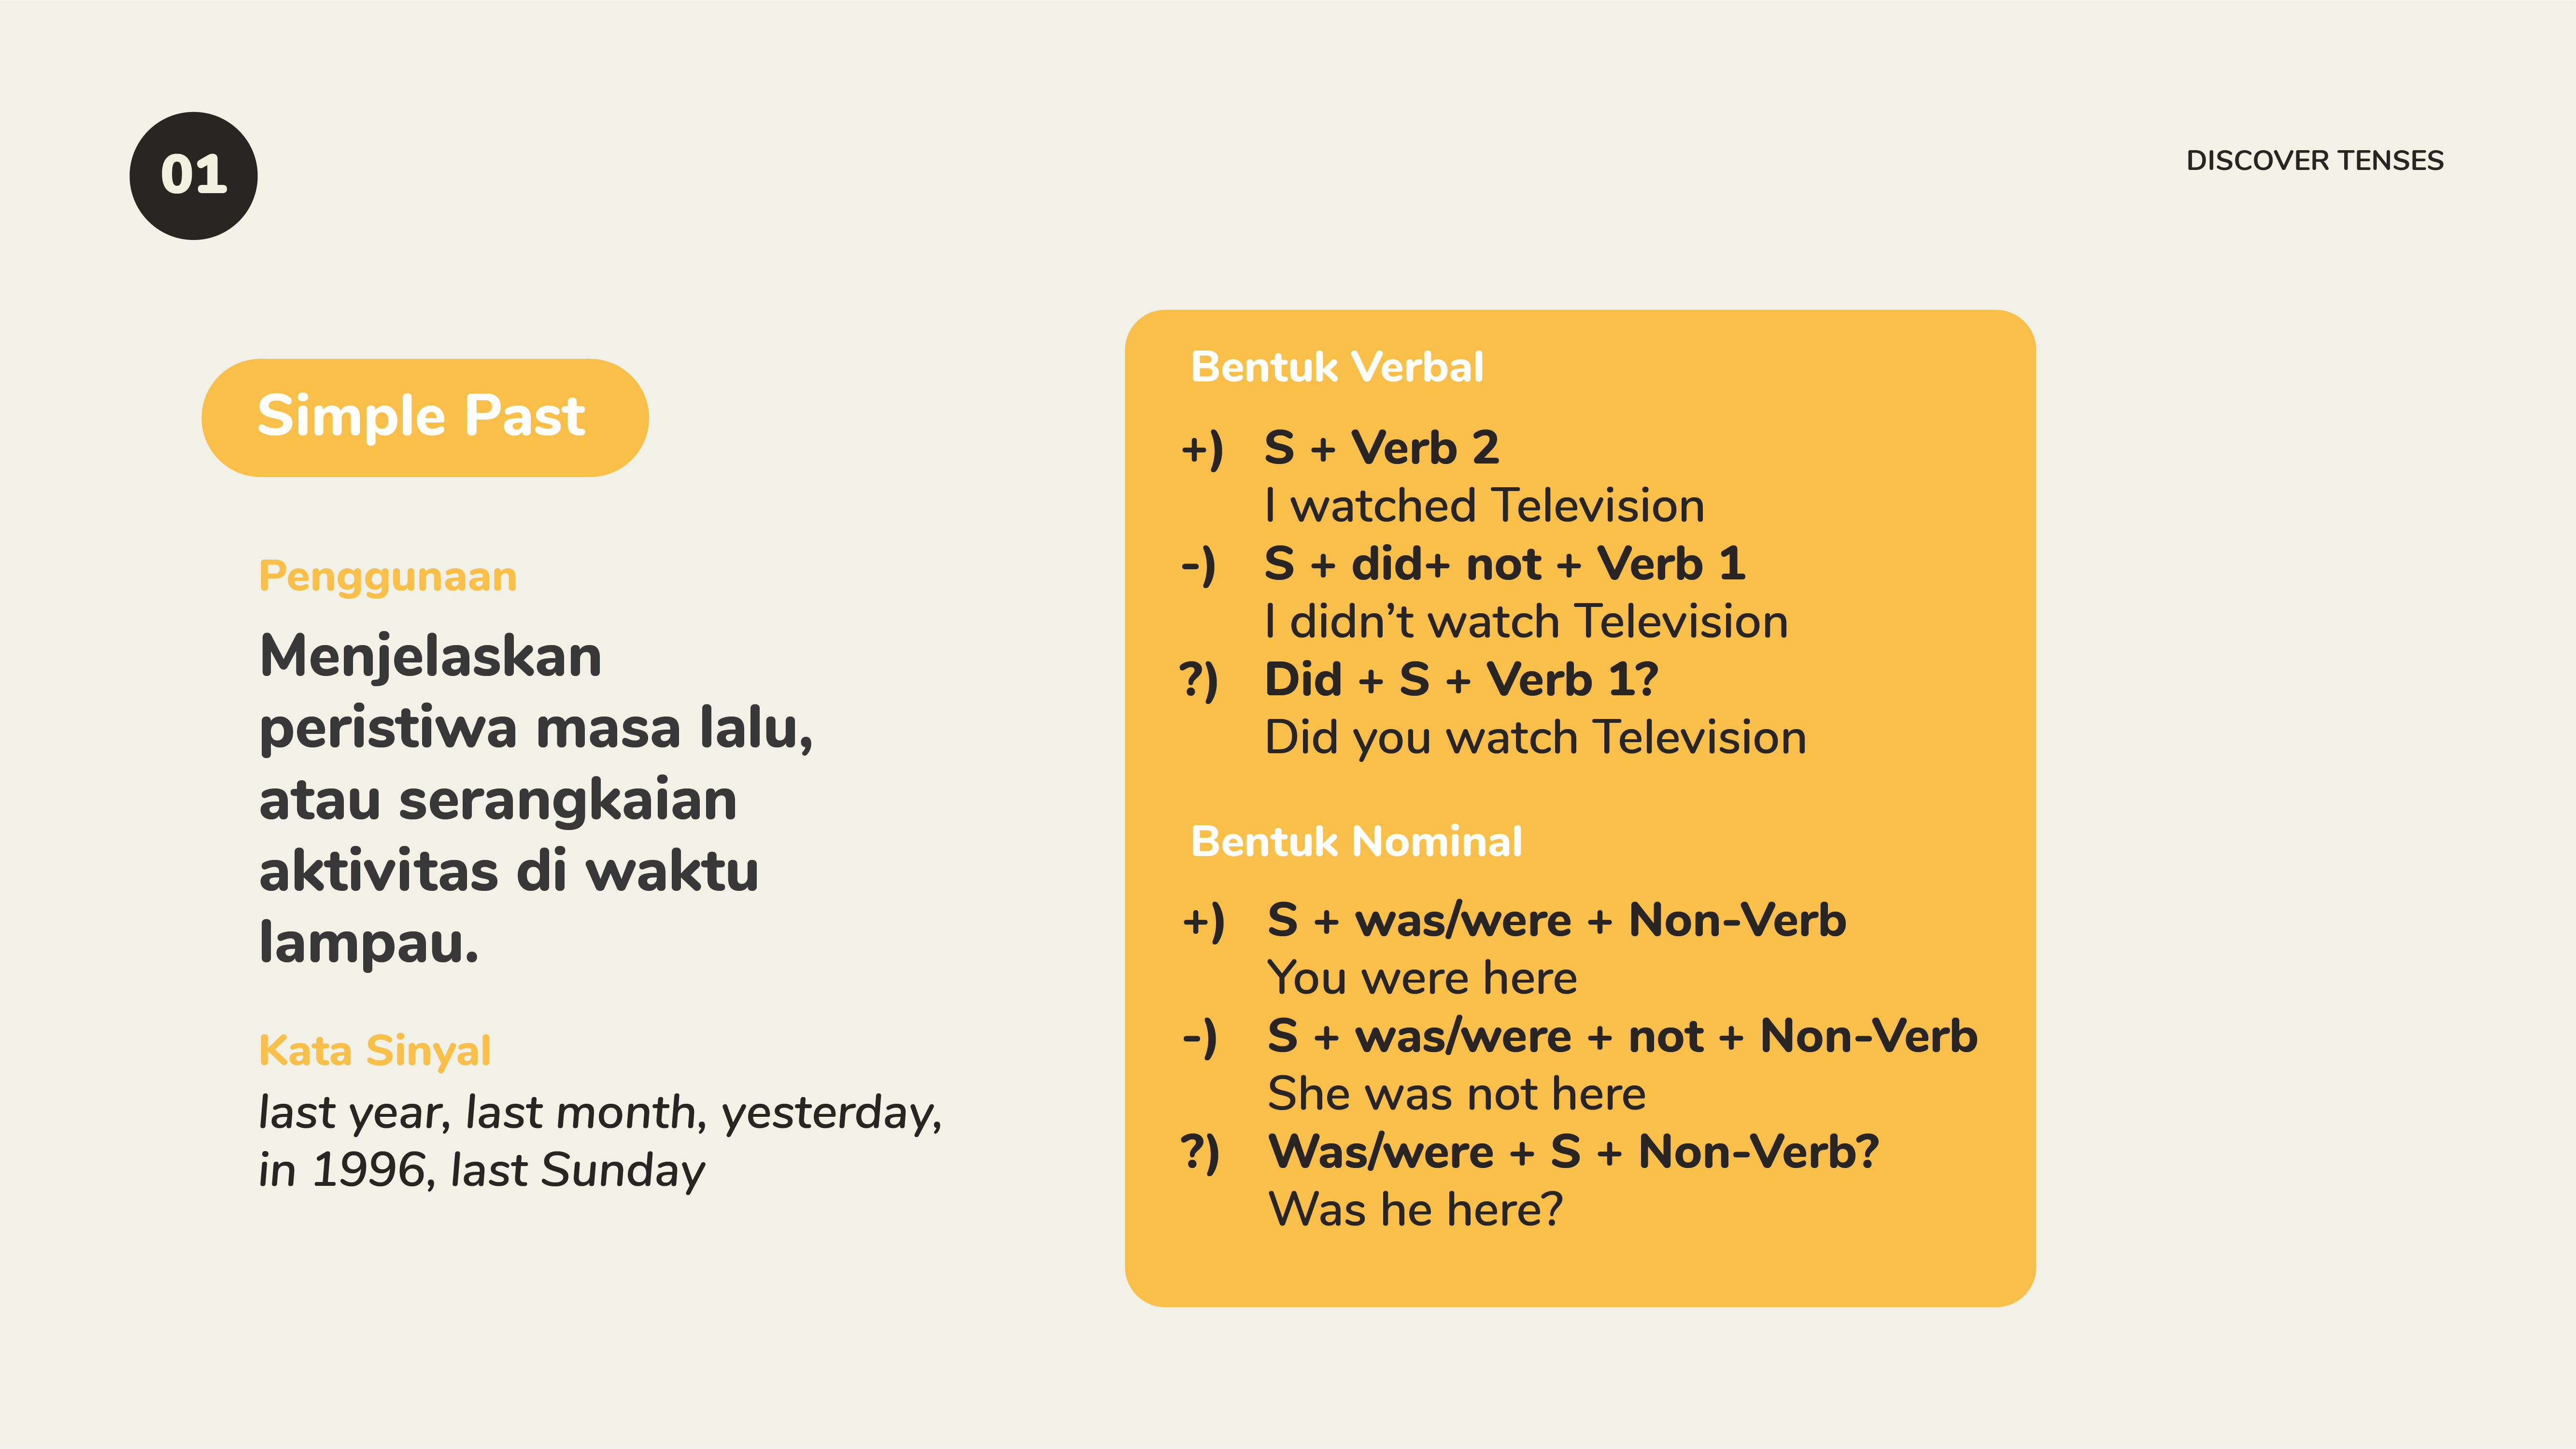 01
DISCOVER TENSES
Simple Past
Penggunaan
Menjelaskan
peristiwa masa lalu,
atau serangkaian
aktivitas di waktu
lampau.
Kata Sinyal
last year, last month, yesterday,
in 1996, last Sunday
Bentuk Verbal
+) S + Verb 2
I watched Television
-) S + did+ not + Verb 1
I didn’t watch Television
?) Did + S + Verb 1?
Did you watch Television
Bentuk Nominal
+) S + was/were + Non-Verb
You were here
-) S + was/were + not + Non-Verb
She was not here
?) Was/were + S + Non-Verb?
Was he here?